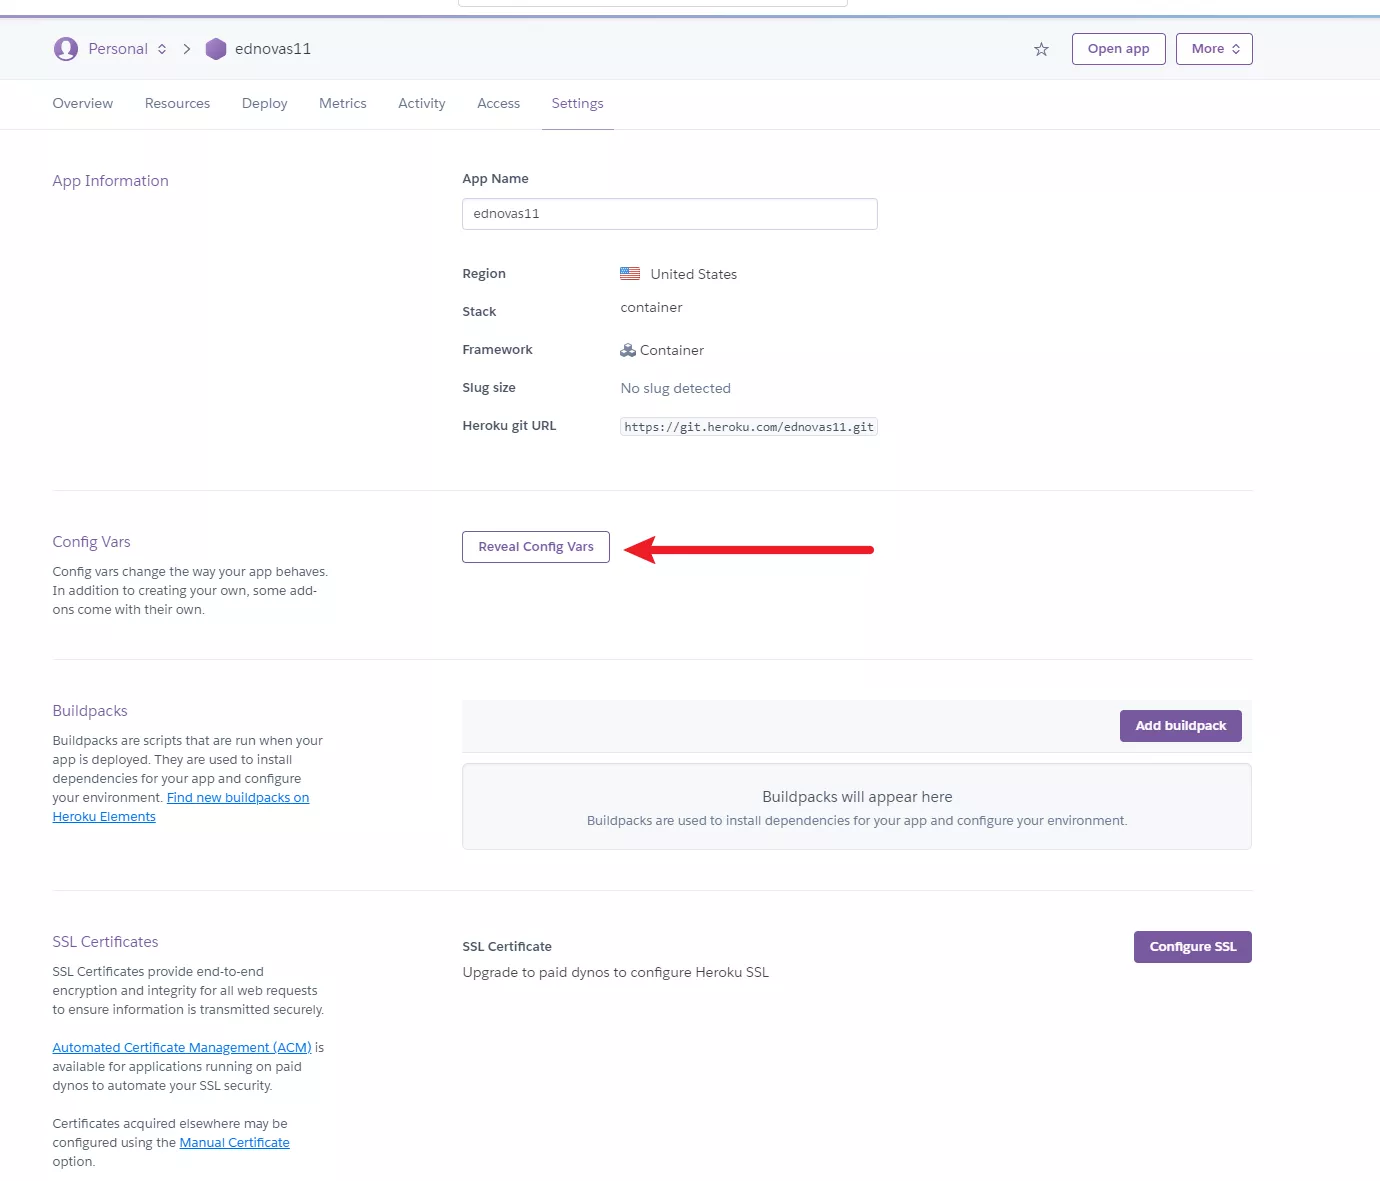 Personal
ednovas11
Open app
More
Overview
Resources
Deploy
Metrics
Activity
Access
Settings
App Information
App Name
ednovas11
Region
United States
Stack
container
Framework
Container
Slug size
No slug detected
Heroku git URL
https://git.heroku.com/ednovas11.git
Config Vars
Config vars change the way your app behaves.
In addition to creating your own, some add-
ons come with their own.
Reveal Config Vars
Buildpacks
Buildpacks are scripts that are run when your
app is deployed. They are used to install
dependencies for your app and configure
your environment. Find new buildpacks on
Heroku Elements
Add buildpack
Buildpacks will appear here
Buildpacks are used to install dependencies for your app and configure your environment.
SSL Certificates
SSL Certificates provide end-to-end
encryption and integrity for all web requests
to ensure information is transmitted securely.
Automated Certificate Management (ACM) is
available for applications running on paid
dynos to automate your SSL security.
Certificates acquired elsewhere may be
configured using the Manual Certificate
option.
SSL Certificate
Upgrade to paid dynos to configure Heroku SSL
Configure SSL